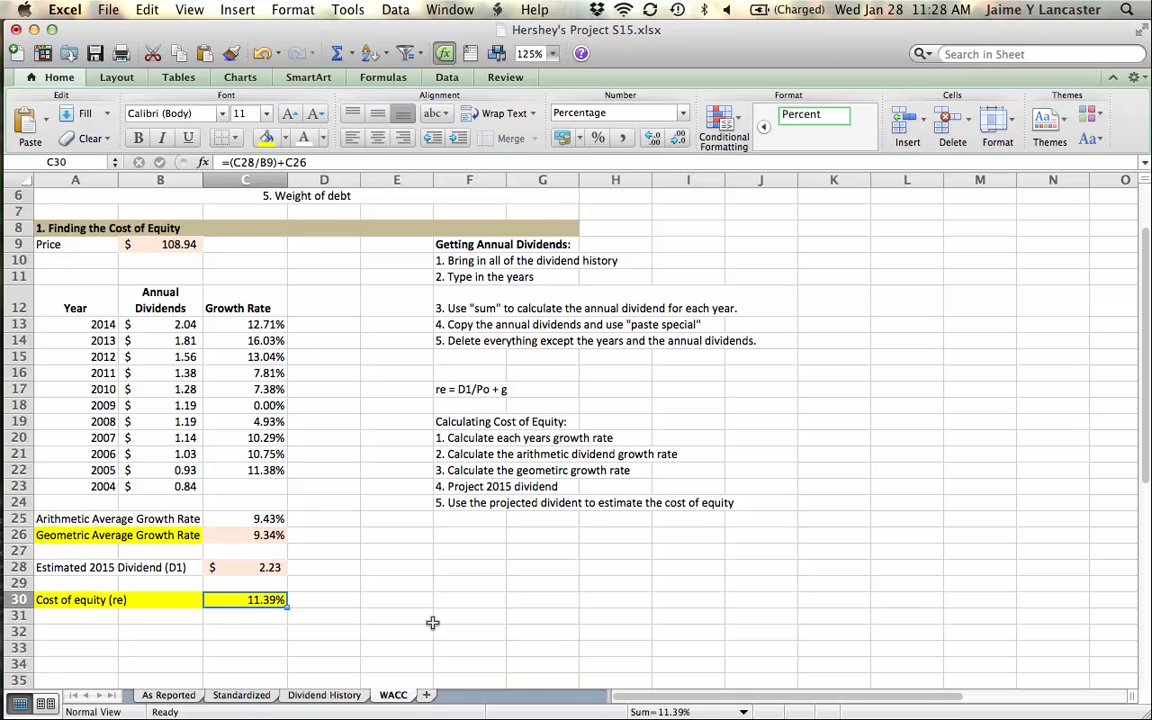 Excel File Edit View Insert Format Tools Data Window Help (Charged) Wed Jan 28 11:28 AM Jaime Y Lancaster
Hershey's Project S15.xlsx
125% Search in Sheet
Home Layout Tables Charts SmartArt Formulas Data Review
Edit Font Alignment Number Format Cells Themes
Fill Calibri (Body) 11 A A abc Wrap Text Percentage Percent
Paste Clear B I U A Merge % Conditional Formatting Insert Delete Format Themes Aa
C30 fx =(C28/B9)+C26
A B C D E F G H I J K L M N O
6 5. Weight of debt
7
8 1. Finding the Cost of Equity
9 Price $ 108.94 Getting Annual Dividends:
10 1. Bring in all of the dividend history
11 2. Type in the years
12 Year Annual Dividends Growth Rate 3. Use "sum" to calculate the annual dividend for each year.
13 2014 $ 2.04 12.71% 4. Copy the annual dividends and use "paste special"
14 2013 $ 1.81 16.03% 5. Delete everything except the years and the annual dividends.
15 2012 $ 1.56 13.04%
16 2011 $ 1.38 7.81%
17 2010 $ 1.28 7.38% re = D1/Po + g
18 2009 $ 1.19 0.00%
19 2008 $ 1.19 4.93% Calculating Cost of Equity:
20 2007 $ 1.14 10.29% 1. Calculate each years growth rate
21 2006 $ 1.03 10.75% 2. Calculate the arithmetic dividend growth rate
22 2005 $ 0.93 11.38% 3. Calculate the geometirc growth rate
23 2004 $ 0.84 4. Project 2015 dividend
24 5. Use the projected divident to estimate the cost of equity
25 Arithmetic Average Growth Rate 9.43%
26 Geometric Average Growth Rate 9.34%
27
28 Estimated 2015 Dividend (D1) $ 2.23
29
30 Cost of equity (re) 11.39%
31
32
33
34
35
As Reported Standardized Dividend History WACC
Normal View Ready Sum=11.39%